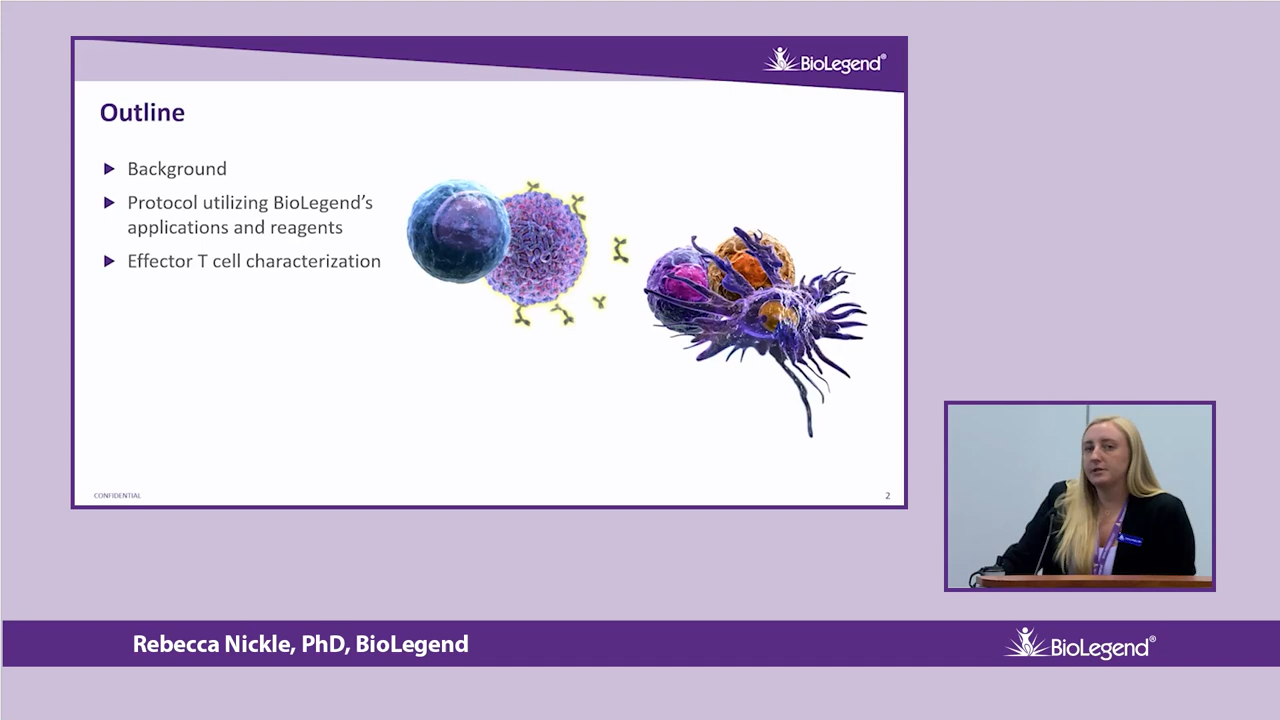 BioLegend®
Outline
Background
Protocol utilizing BioLegend's
applications and reagents
Effector T cell characterization
CONFIDENTIAL
2
Rebecca Nickle, PhD, BioLegend
BioLegend®